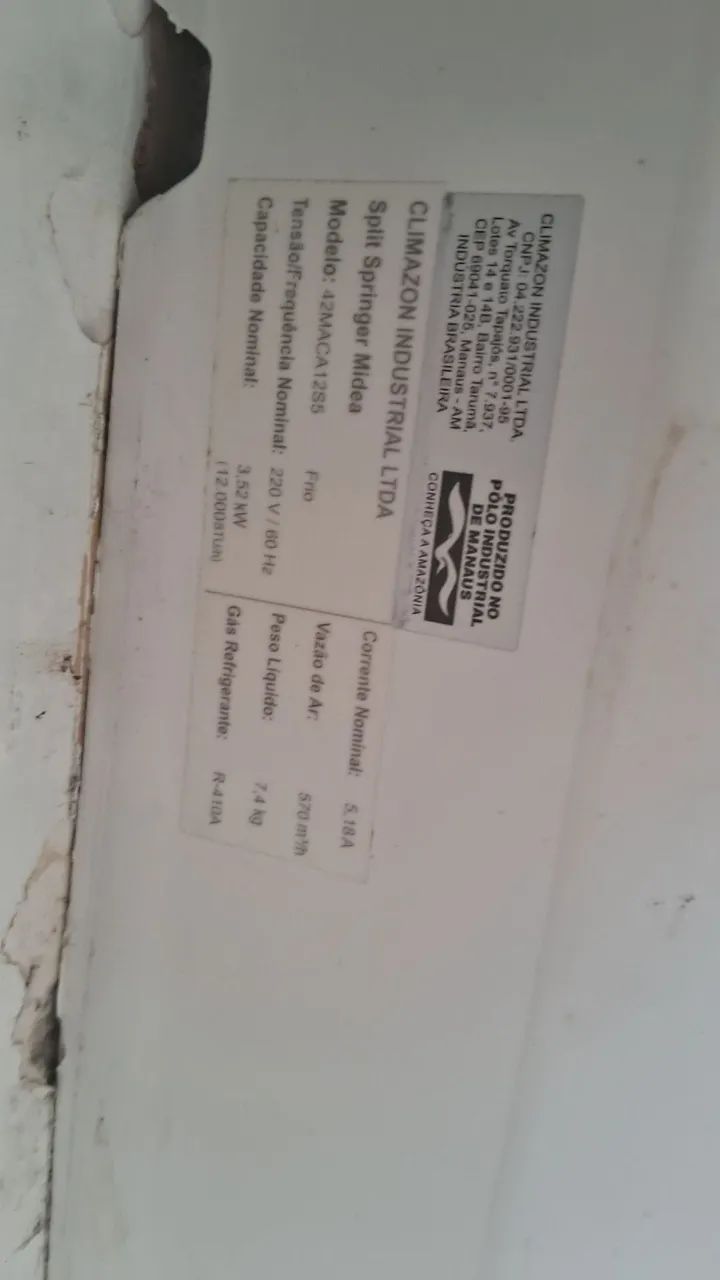 CLIMAZON INDUSTRIAL LTDA.
CNPJ: 04.222.931/0001-95
Av Torquato Tapajós, n° 7.937,
Lotes 14 e 14B, Bairro Tarumã,
CEP 69041-025, Manaus - AM
INDÚSTRIA BRASILEIRA
PRODUZIDO NO
PÓLO INDUSTRIAL
DE MANAUS
CONHEÇA A AMAZÔNIA
CLIMAZON INDUSTRIAL LTDA
Split Springer Midea
Modelo: 42MACA12S5 Frio
Tensão/Frequência Nominal: 220 V / 60 Hz
Capacidade Nominal: 3,52 kW
(12.000BTU/h)
Corrente Nominal: 5.18A
Vazão de Ar: 570 m³/h
Peso Líquido: 7,4 kg
Gás Refrigerante: R-410A